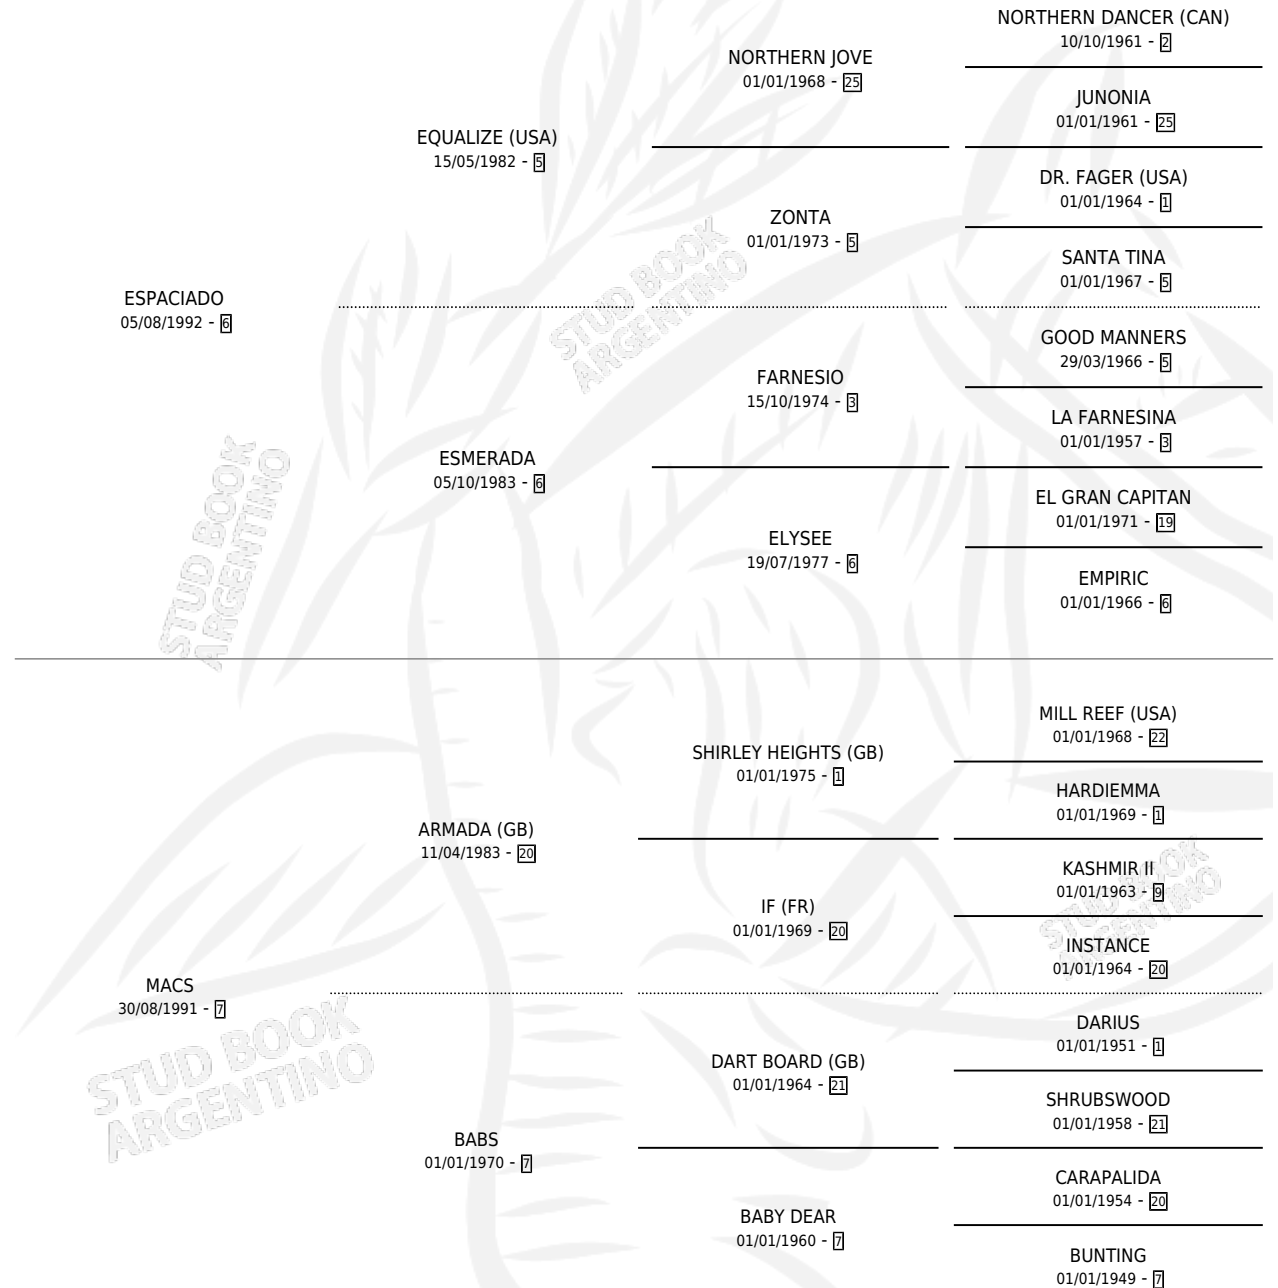 NORTHERN DANCER (CAN)
10/10/1961 - 2
NORTHERN JOVE
01/01/1968 - 25
JUNONIA
01/01/1961 - 25
EQUALIZE (USA)
15/05/1982 - 5
DR. FAGER (USA)
01/01/1964 - 1
ZONTA
01/01/1973 - 5
SANTA TINA
01/01/1967 - 5
ESPACIADO
05/08/1992 - 6
GOOD MANNERS
29/03/1966 - 5
FARNESIO
15/10/1974 - 3
LA FARNESINA
01/01/1957 - 3
ESMERADA
05/10/1983 - 6
EL GRAN CAPITAN
01/01/1971 - 19
ELYSEE
19/07/1977 - 6
EMPIRIC
01/01/1966 - 6
MILL REEF (USA)
01/01/1968 - 22
SHIRLEY HEIGHTS (GB)
01/01/1975 - 1
HARDIEMMA
01/01/1969 - 1
ARMADA (GB)
11/04/1983 - 20
KASHMIR II
01/01/1963 - 9
IF (FR)
01/01/1969 - 20
INSTANCE
01/01/1964 - 20
MACS
30/08/1991 - 7
DARIUS
01/01/1951 - 1
DART BOARD (GB)
01/01/1964 - 21
SHRUBSWOOD
01/01/1958 - 21
BABS
01/01/1970 - 7
CARAPALIDA
01/01/1954 - 20
BABY DEAR
01/01/1960 - 7
BUNTING
01/01/1949 - 7
STUD BOOK
ARGENTINO
STUD BOOK
ARGENTINO
STUD BOOK
ARGENTINO
STUD BOOK
ARGENTINO